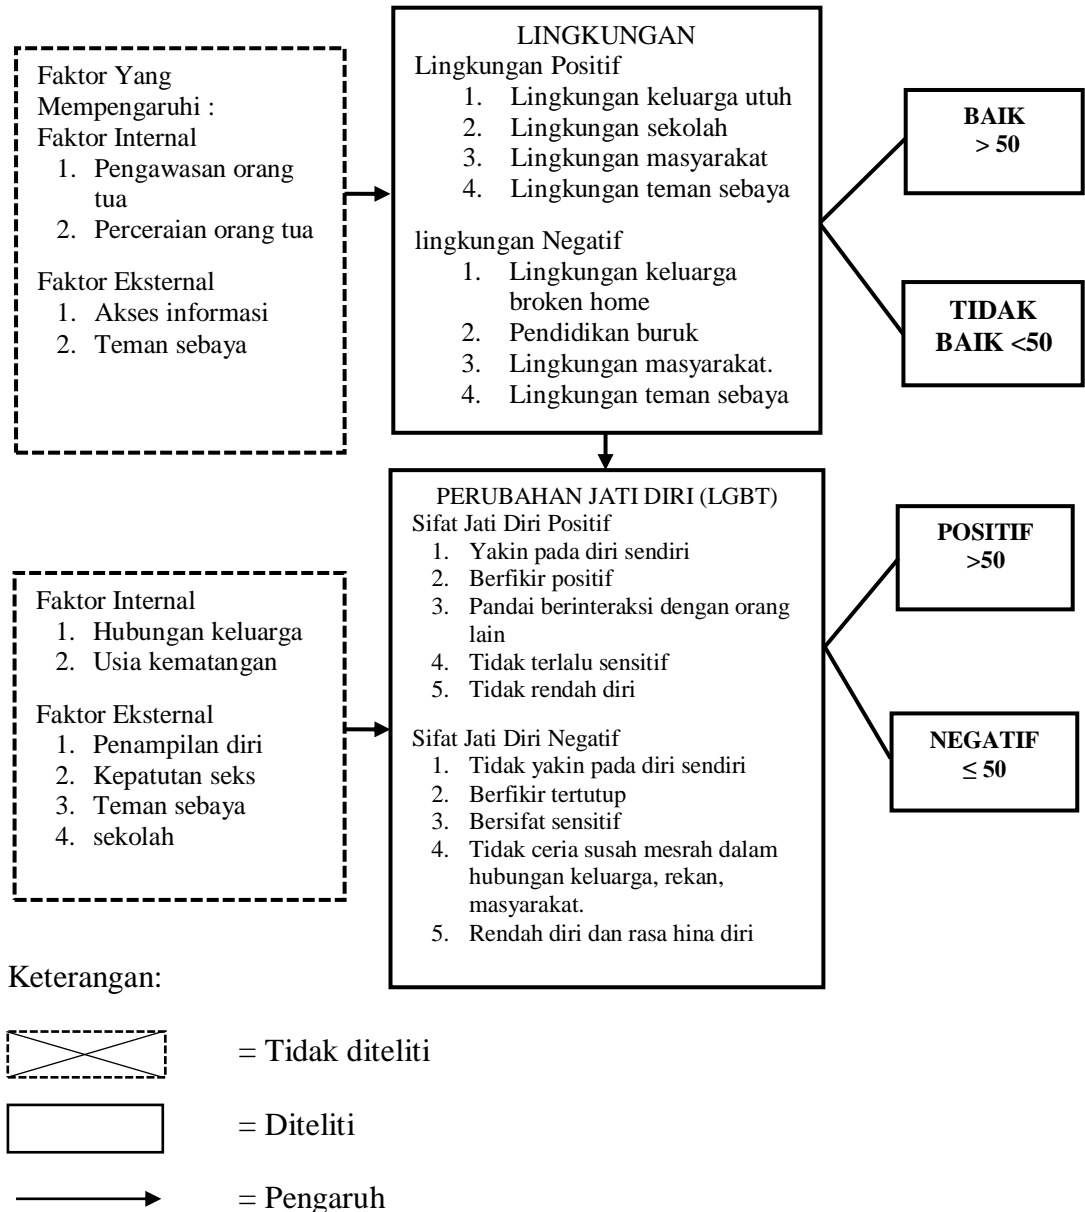 Faktor Yang
Mempengaruhi :
Faktor Internal
1. Pengawasan orang
tua
2. Perceraian orang tua
Faktor Eksternal
1. Akses informasi
2. Teman sebaya
LINGKUNGAN
Lingkungan Positif
1. Lingkungan keluarga utuh
2. Lingkungan sekolah
3. Lingkungan masyarakat
4. Lingkungan teman sebaya
lingkungan Negatif
1. Lingkungan keluarga
broken home
2. Pendidikan buruk
3. Lingkungan masyarakat.
4. Lingkungan teman sebaya
BAIK
> 50
TIDAK
BAIK <50
Faktor Internal
1. Hubungan keluarga
2. Usia kematangan
Faktor Eksternal
1. Penampilan diri
2. Kepatutan seks
3. Teman sebaya
4. sekolah
PERUBAHAN JATI DIRI (LGBT)
Sifat Jati Diri Positif
1. Yakin pada diri sendiri
2. Berfikir positif
3. Pandai berinteraksi dengan orang
lain
4. Tidak terlalu sensitif
5. Tidak rendah diri
Sifat Jati Diri Negatif
1. Tidak yakin pada diri sendiri
2. Berfikir tertutup
3. Bersifat sensitif
4. Tidak ceria susah mesrah dalam
hubungan keluarga, rekan,
masyarakat.
5. Rendah diri dan rasa hina diri
POSITIF
>50
NEGATIF
≤ 50
Keterangan:
= Tidak diteliti
= Diteliti
= Pengaruh